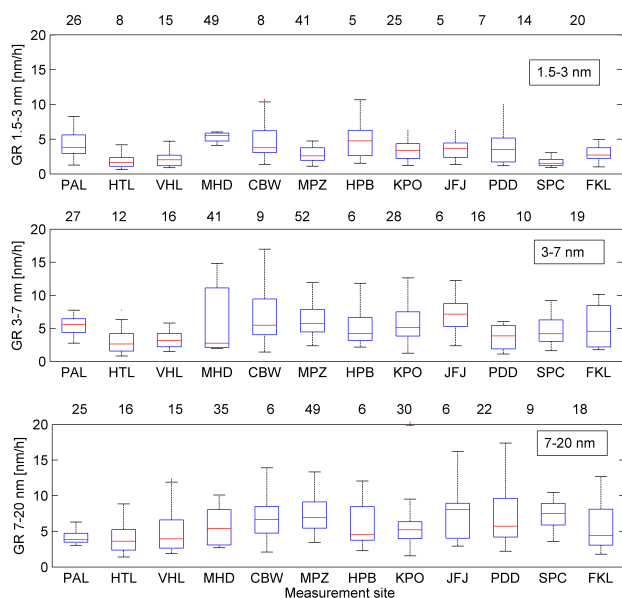 26 8 15 49 8 41 5 25 5 7 14 20
20
15
10
5
0
GR 1.5-3 nm [nm/h]
1.5-3 nm
PAL HTL VHL MHD CBW MPZ HPB KPO JFJ PDD SPC FKL
27 12 16 41 9 52 6 28 6 16 10 19
20
15
10
5
0
GR 3-7 nm [nm/h]
3-7 nm
PAL HTL VHL MHD CBW MPZ HPB KPO JFJ PDD SPC FKL
25 16 15 35 6 49 6 30 6 22 9 18
20
15
10
5
0
GR 7-20 nm [nm/h]
7-20 nm
PAL HTL VHL MHD CBW MPZ HPB KPO JFJ PDD SPC FKL
Measurement site